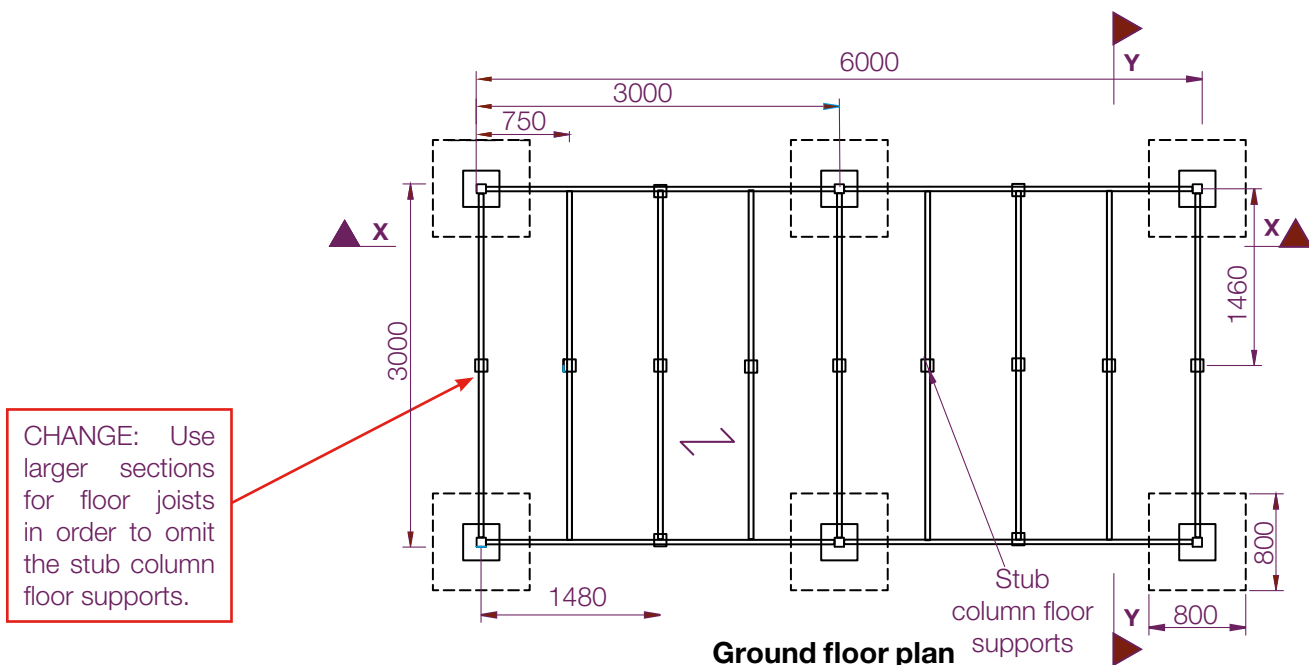 Y
6000
3000
750
X
X
3000
1460
CHANGE: Use
larger sections
for floor joists
in order to omit
the stub column
floor supports.
800
1480
Stub
column floor
supports
Y
800
Ground floor plan